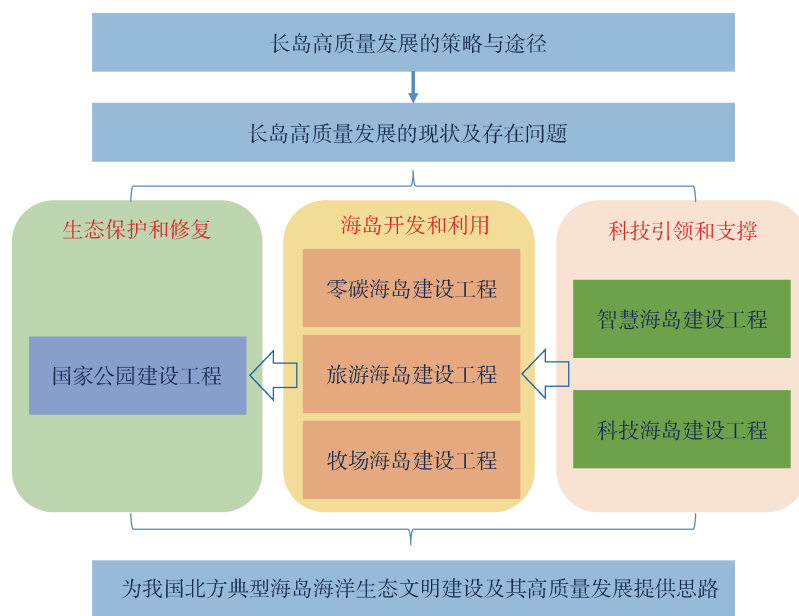 长岛高质量发展的策略与途径
长岛高质量发展的现状及存在问题
生态保护和修复
国家公园建设工程
海岛开发和利用
零碳海岛建设工程
旅游海岛建设工程
牧场海岛建设工程
科技引领和支撑
智慧海岛建设工程
科技海岛建设工程
为我国北方典型海岛海洋生态文明建设及其高质量发展提供思路